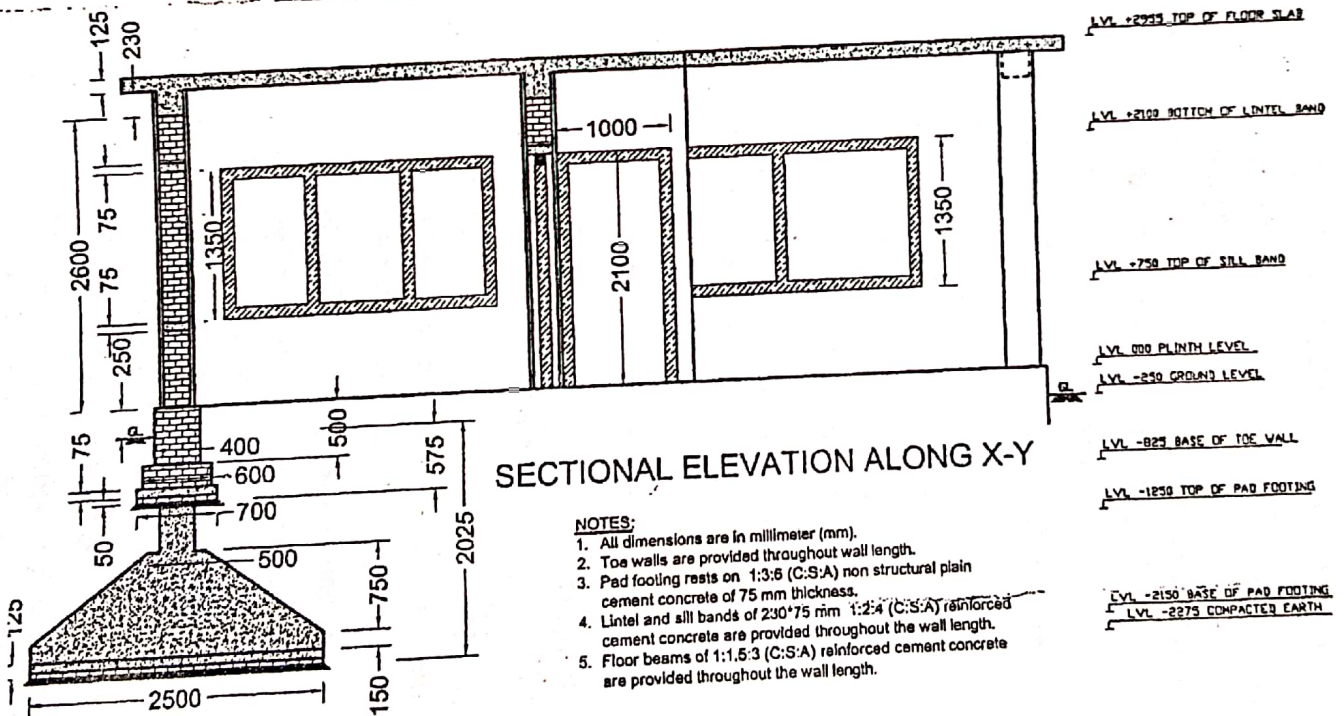 125
230
LVL +2955 TOP OF FLOOR SLAB
LVL +2100 BOTTOM OF LINTEL BAND
1000
2600
75
1350
2100
1350
75
LVL +750 TOP OF SILL BAND
250
LVL 000 PLINTH LEVEL
LVL -250 GROUND LEVEL
GL
GL
75
400
500
575
600
LVL -825 BASE OF TOE WALL
SECTIONAL ELEVATION ALONG X-Y
LVL -1250 TOP OF PAD FOOTING
700
50
500
2025
750
125
2500
150
NOTES:
1. All dimensions are in millimeter (mm).
2. Toe walls are provided throughout wall length.
3. Pad footing rests on 1:3:6 (C:S:A) non structural plain
cement concrete of 75 mm thickness.
4. Lintel and sill bands of 230*75 mm 1:2:4 (C:S:A) reinforced
cement concrete are provided throughout the wall length.
5. Floor beams of 1:1.5:3 (C:S:A) reinforced cement concrete
are provided throughout the wall length.
LVL -2150 BASE OF PAD FOOTING
LVL -2275 COMPACTED EARTH